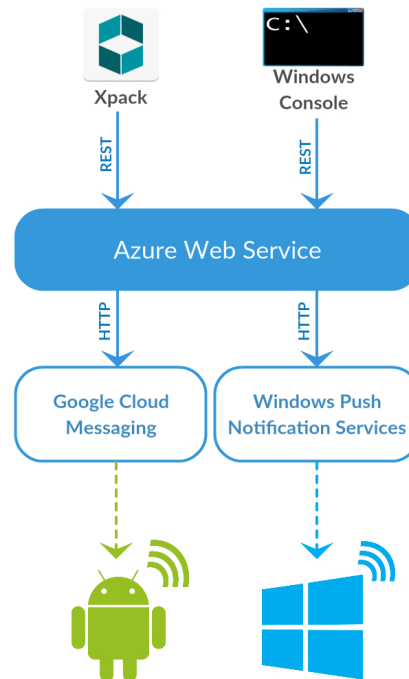 C:\
Xpack
Windows
Console
REST
REST
Azure Web Service
HTTP
HTTP
Google Cloud
Messaging
Windows Push
Notification Services